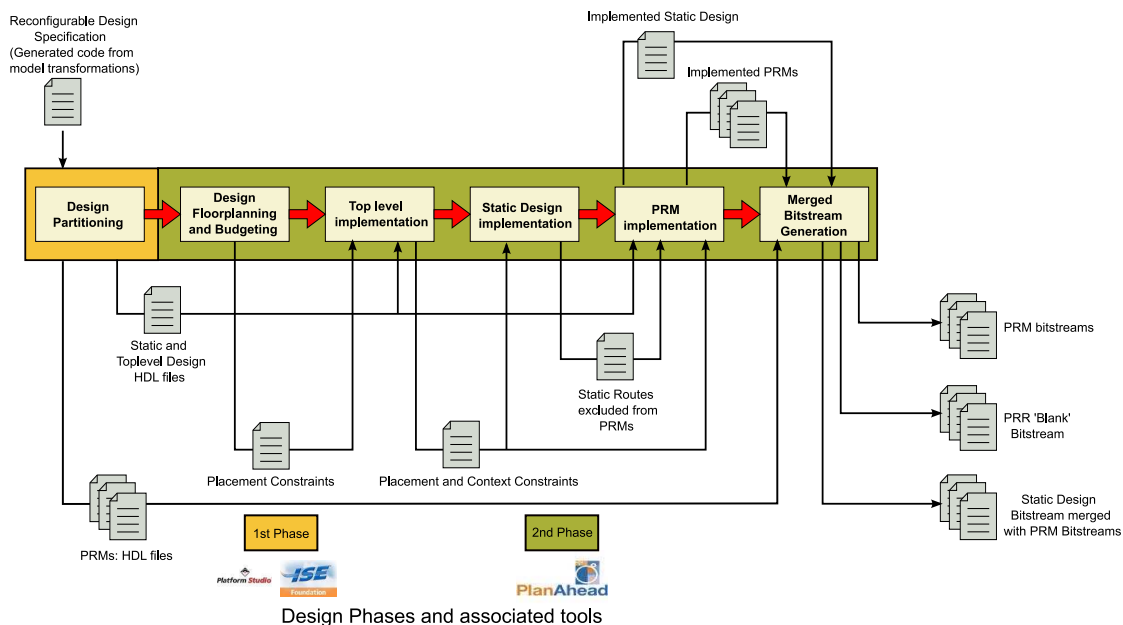 Reconfigurable Design
Specification
(Generated code from
model transformations)
Implemented Static Design
Implemented PRMs
Design
Partitioning
Design
Floorplanning
and Budgeting
Top level
implementation
Static Design
implementation
PRM
implementation
Merged
Bitstream
Generation
Static and
Toplevel Design
HDL files
Static Routes
excluded from
PRMs
PRM bitstreams
PRR 'Blank'
Bitstream
Placement Constraints
Placement and Context Constraints
Static Design
Bitstream merged
with PRM Bitstreams
PRMs: HDL files
1st Phase
2nd Phase
Platform Studio
ISE
Foundation
PlanAhead
Design Phases and associated tools